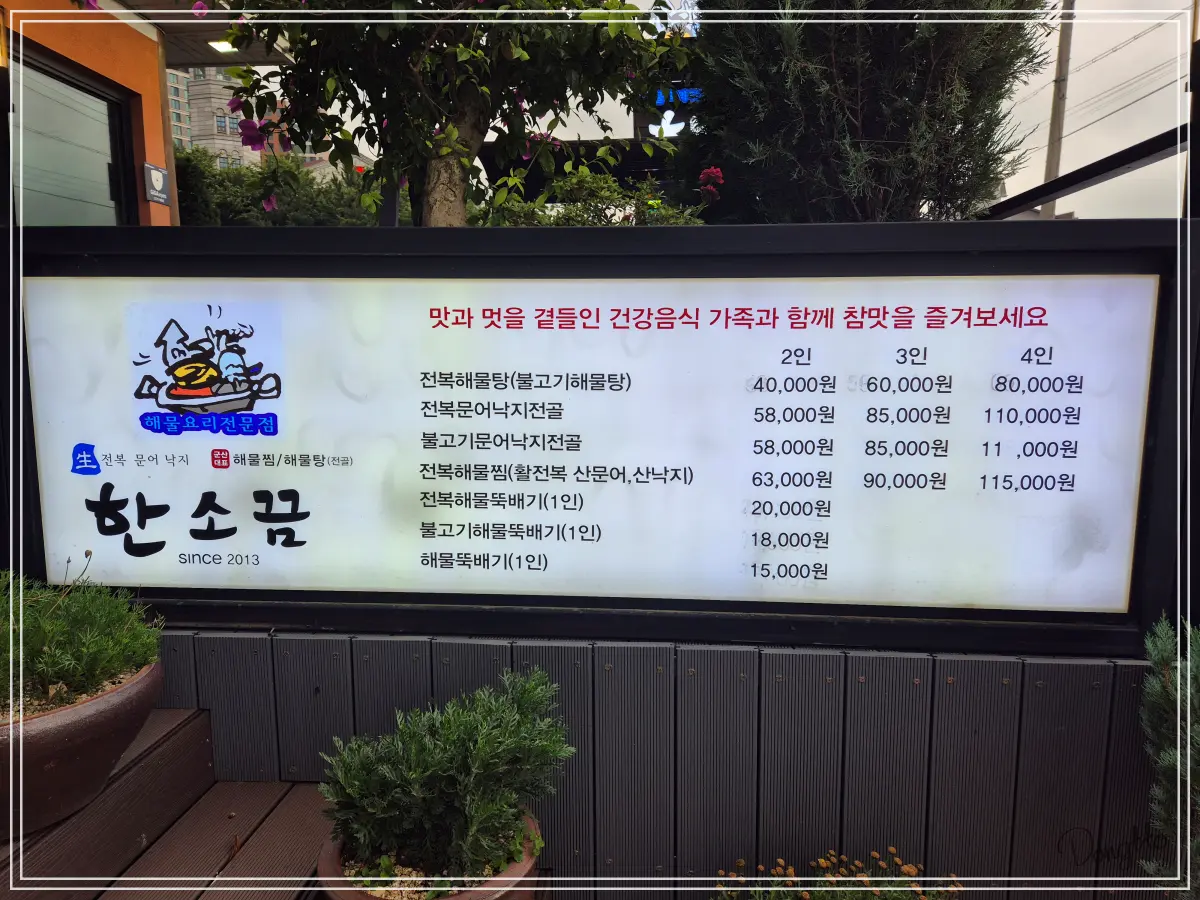 해물요리전문점
生 전복 문어 낙지 군산대표 해물찜/해물탕(전골)
한소끔
since 2013
맛과 멋을 곁들인 건강음식 가족과 함께 참맛을 즐겨보세요
2인 3인 4인
전복해물탕(불고기해물탕) 40,000원 60,000원 80,000원
전복문어낙지전골 58,000원 85,000원 110,000원
불고기문어낙지전골 58,000원 85,000원 11 ,000원
전복해물찜(활전복 산문어,산낙지) 63,000원 90,000원 115,000원
전복해물뚝배기(1인) 20,000원
불고기해물뚝배기(1인) 18,000원
해물뚝배기(1인) 15,000원